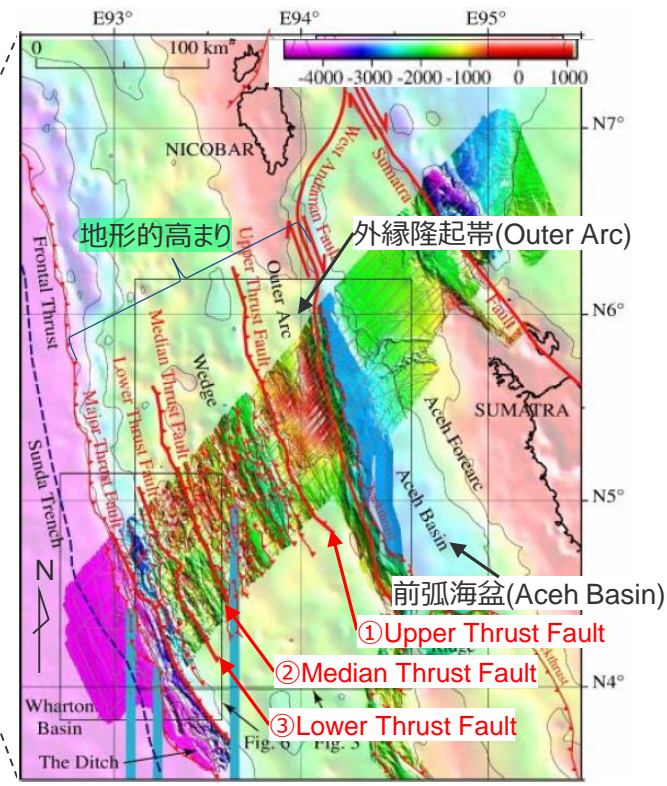 E93°
E94°
E95°
0
100 km
-4000 -3000 -2000 -1000 0 1000
N7°
NICOBAR
West Andaman Fault
Sumatra
地形的高まり
外縁隆起帯(Outer Arc)
Frontal Thrust
Upper Thrust Fault
Outer Arc
N6°
Fault
Median Thrust Fault
Wedge
Lower Thrust Fault
Major Thrust Fault
SUMATRA
Aceh Forearc
Sunda Trench
Aceh Basin
N5°
N
前弧海盆(Aceh Basin)
①Upper Thrust Fault
②Median Thrust Fault
N4°
Wharton
Basin
③Lower Thrust Fault
Fig. 6
The Ditch